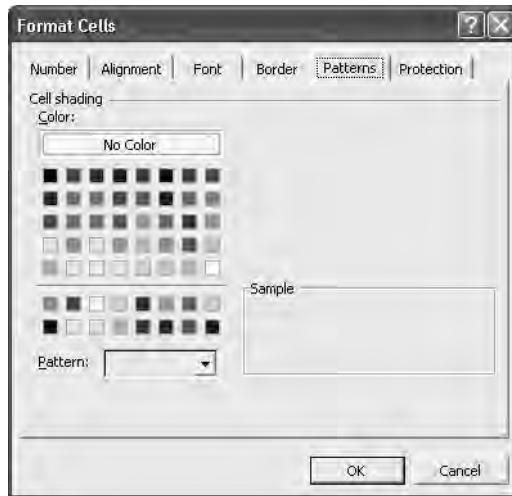 Format Cells
Number Alignment Font Border Patterns Protection
Cell shading
Color:
No Color
Sample
Pattern:
OK Cancel